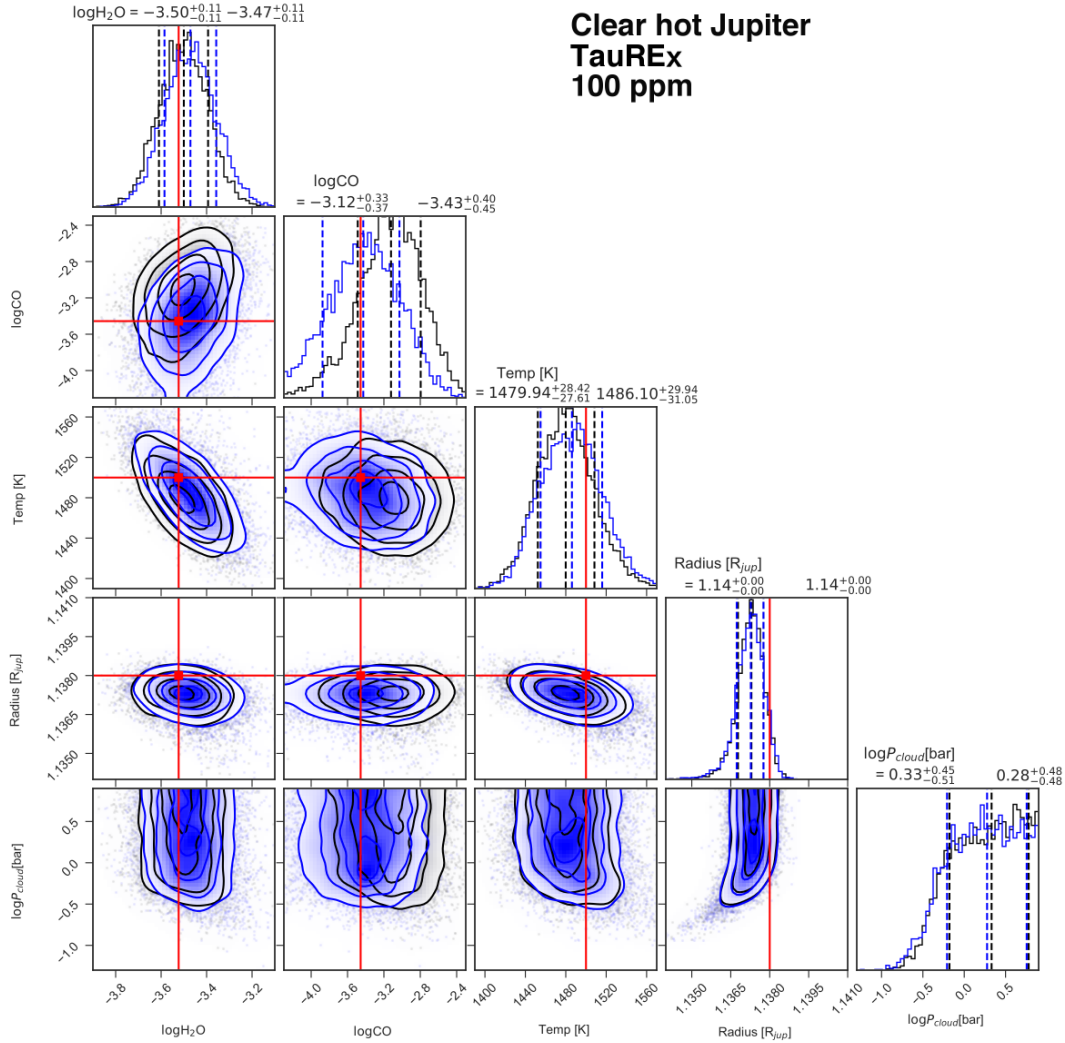 logH₂O = −3.50+0.11−0.11 −3.47+0.11−0.11
Clear hot Jupiter
TauREx
100 ppm
logCO
= −3.12+0.33−0.37 −3.43+0.40−0.45
−2.4
−2.8
−3.2
−3.6
−4.0
logCO
Temp [K]
= 1479.94+28.42−27.61 1486.10+29.94−31.05
1560
1520
1480
1440
1400
Temp [K]
Radius [Rjup]
= 1.14+0.00−0.00 1.14+0.00−0.00
1.1410
1.1395
1.1380
1.1365
1.1350
Radius [Rjup]
logPcloud[bar]
= 0.33+0.45−0.51 0.28+0.48−0.48
0.5
0.0
−0.5
−1.0
logPcloud[bar]
−3.8 −3.6 −3.4 −3.2
−4.0 −3.6 −3.2 −2.8 −2.4
1400 1440 1480 1520 1560
1.1350 1.1365 1.1380 1.1395 1.1410
−1.0 −0.5 0.0 0.5
logH₂O
logCO
Temp [K]
Radius [Rjup]
logPcloud[bar]